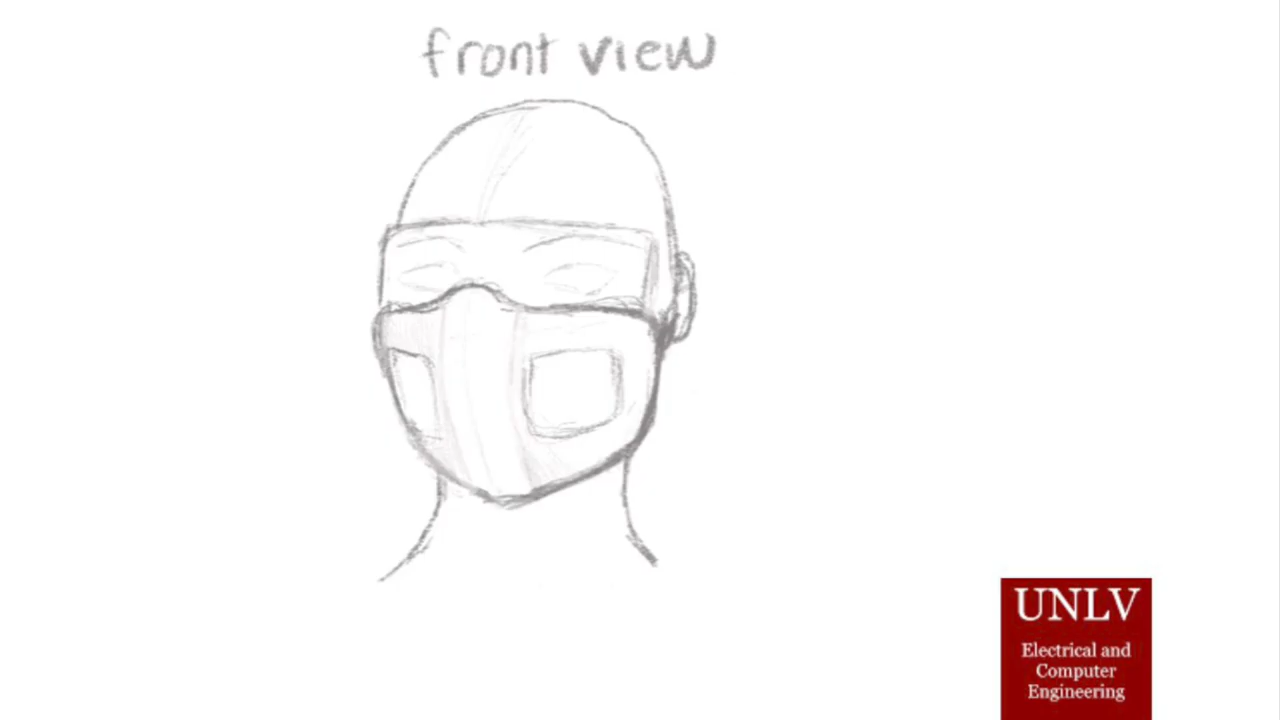 front view
UNLV
Electrical and
Computer
Engineering